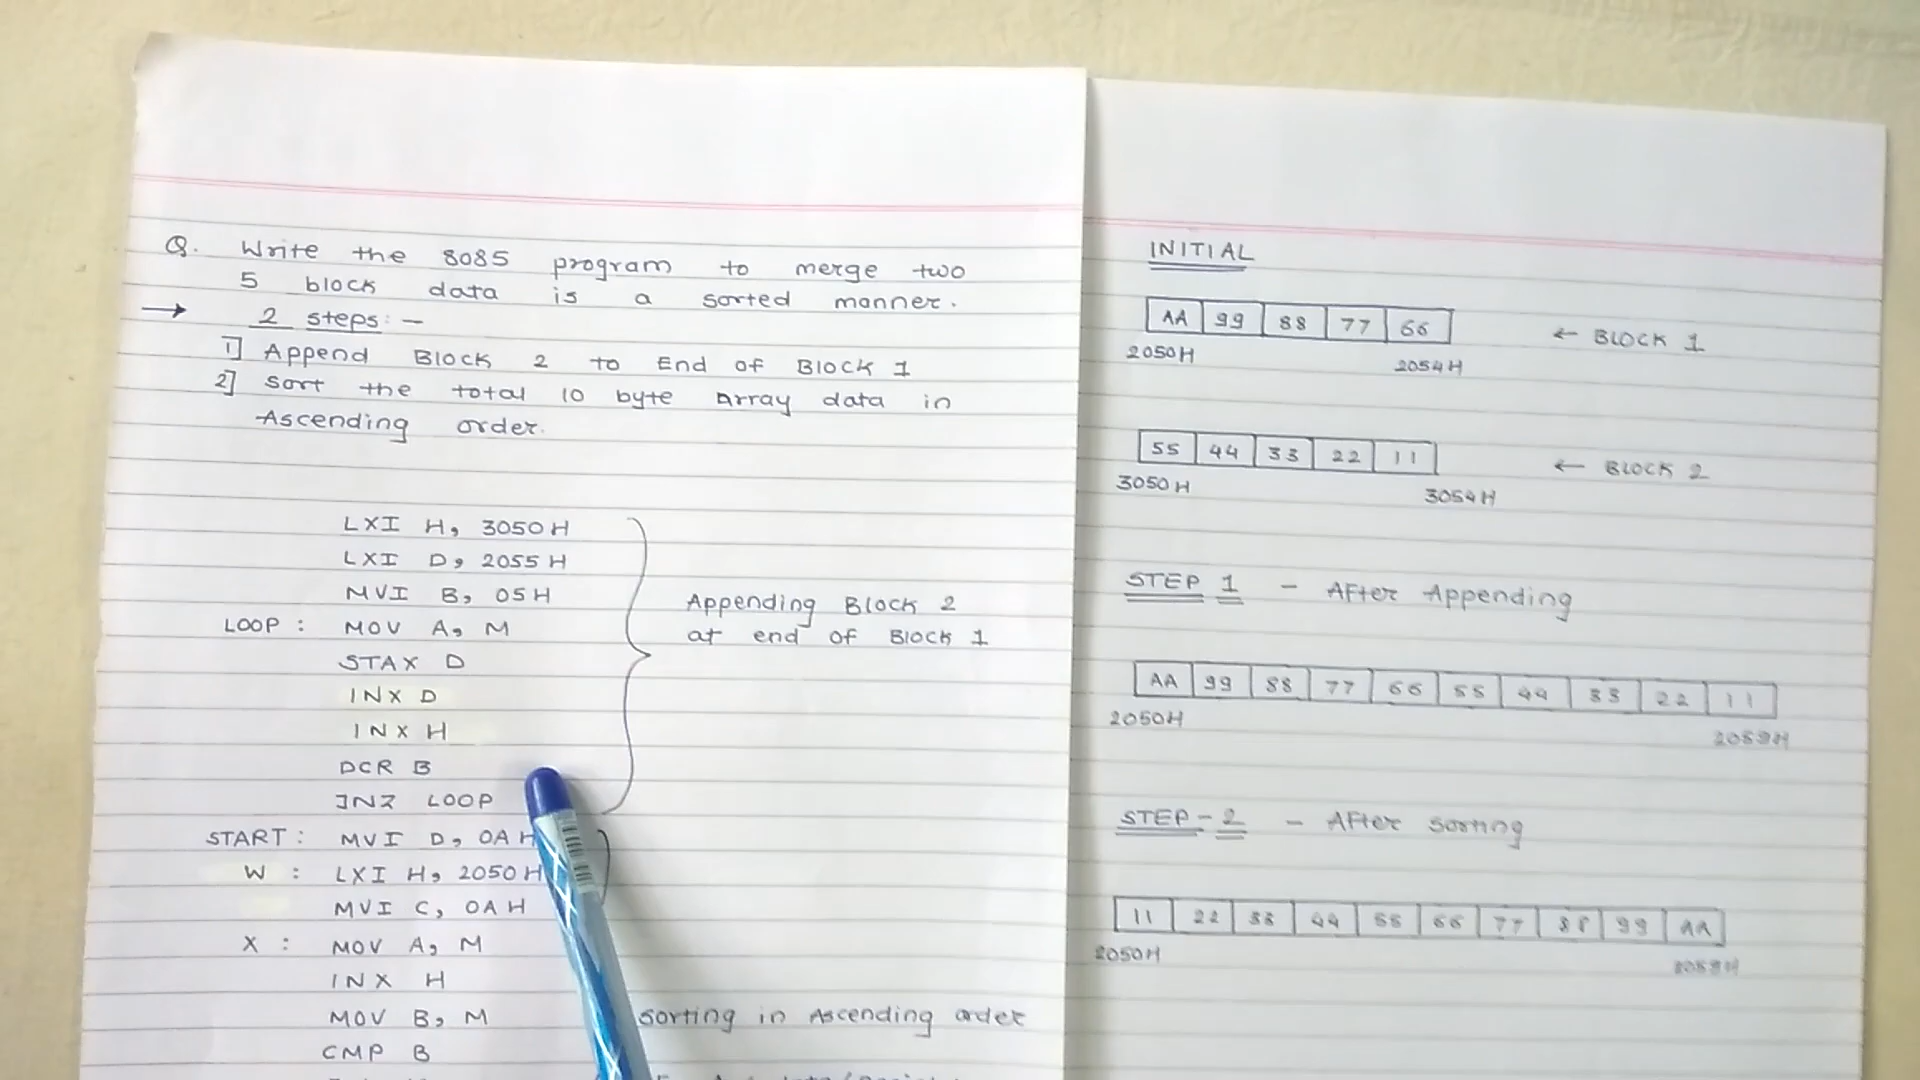 Q. Write the 8085 program to merge two
5 block data is a sorted manner.
→ 2 steps: -
1] Append Block 2 to End of Block 1
2] Sort the total 10 byte Array data in
Ascending order.
LXI H, 3050H
LXI D, 2055H
MVI B, 05H
LOOP : MOV A, M
STAX D
INX D
INX H
DCR B
JNZ LOOP
Appending Block 2
at end of Block 1
START : MVI D, 0AH
W : LXI H, 2050H
MVI C, 0AH
X : MOV A, M
INX H
MOV B, M
CMP B
Sorting in Ascending order
INITIAL
AA 99 88 77 66 ← BLOCK 1
2050H 2054H
55 44 33 22 11 ← BLOCK 2
3050H 3054H
STEP 1 - After Appending
AA 99 88 77 66 55 44 33 22 11
2050H 2059H
STEP-2 - After sorting
11 22 33 44 55 66 77 88 99 AA
2050H 2059H